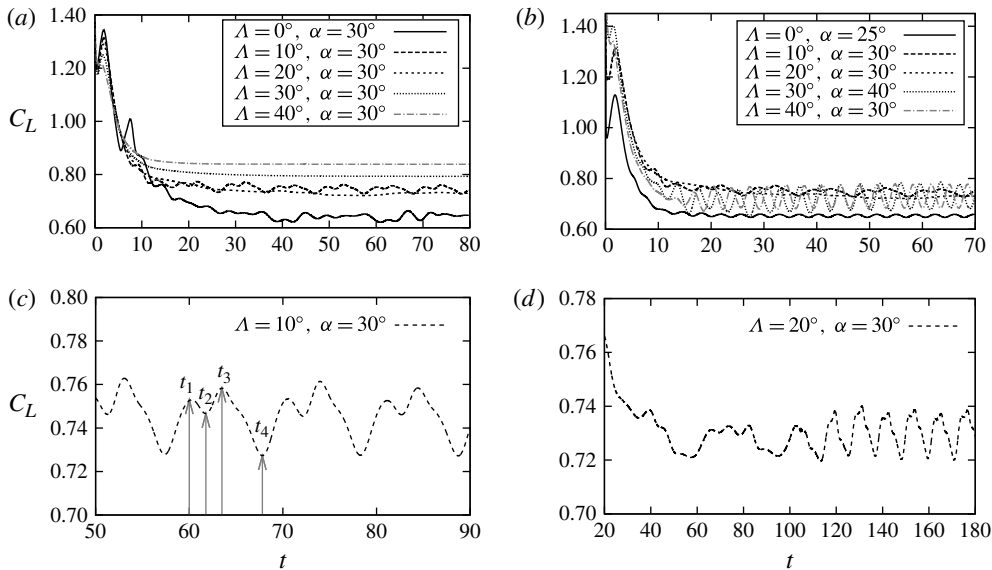 (a)
1.40
1.20
1.00
0.80
0.60
C_L
0 10 20 30 40 50 60 70 80
Λ = 0°, α = 30°
Λ = 10°, α = 30°
Λ = 20°, α = 30°
Λ = 30°, α = 30°
Λ = 40°, α = 30°
(b)
1.40
1.20
1.00
0.80
0.60
0 10 20 30 40 50 60 70
Λ = 0°, α = 25°
Λ = 10°, α = 30°
Λ = 20°, α = 30°
Λ = 30°, α = 40°
Λ = 40°, α = 30°
(c)
0.80
0.78
0.76
0.74
0.72
0.70
C_L
Λ = 10°, α = 30°
t1
t2
t3
t4
50 60 70 80 90
t
(d)
0.78
0.76
0.74
0.72
0.70
Λ = 20°, α = 30°
20 40 60 80 100 120 140 160 180
t